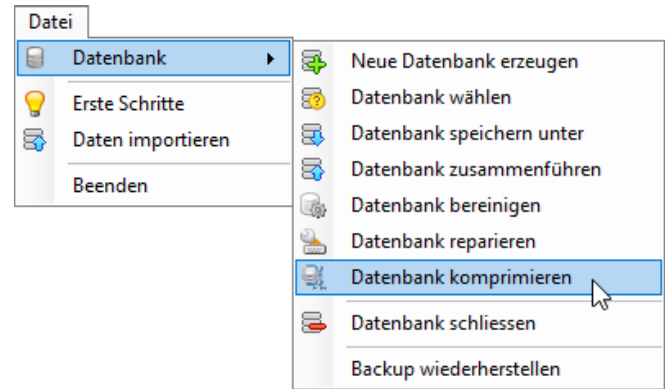 Datei
Datenbank
Erste Schritte
Daten importieren
Beenden
Neue Datenbank erzeugen
Datenbank wählen
Datenbank speichern unter
Datenbank zusammenführen
Datenbank bereinigen
Datenbank reparieren
Datenbank komprimieren
Datenbank schliessen
Backup wiederherstellen